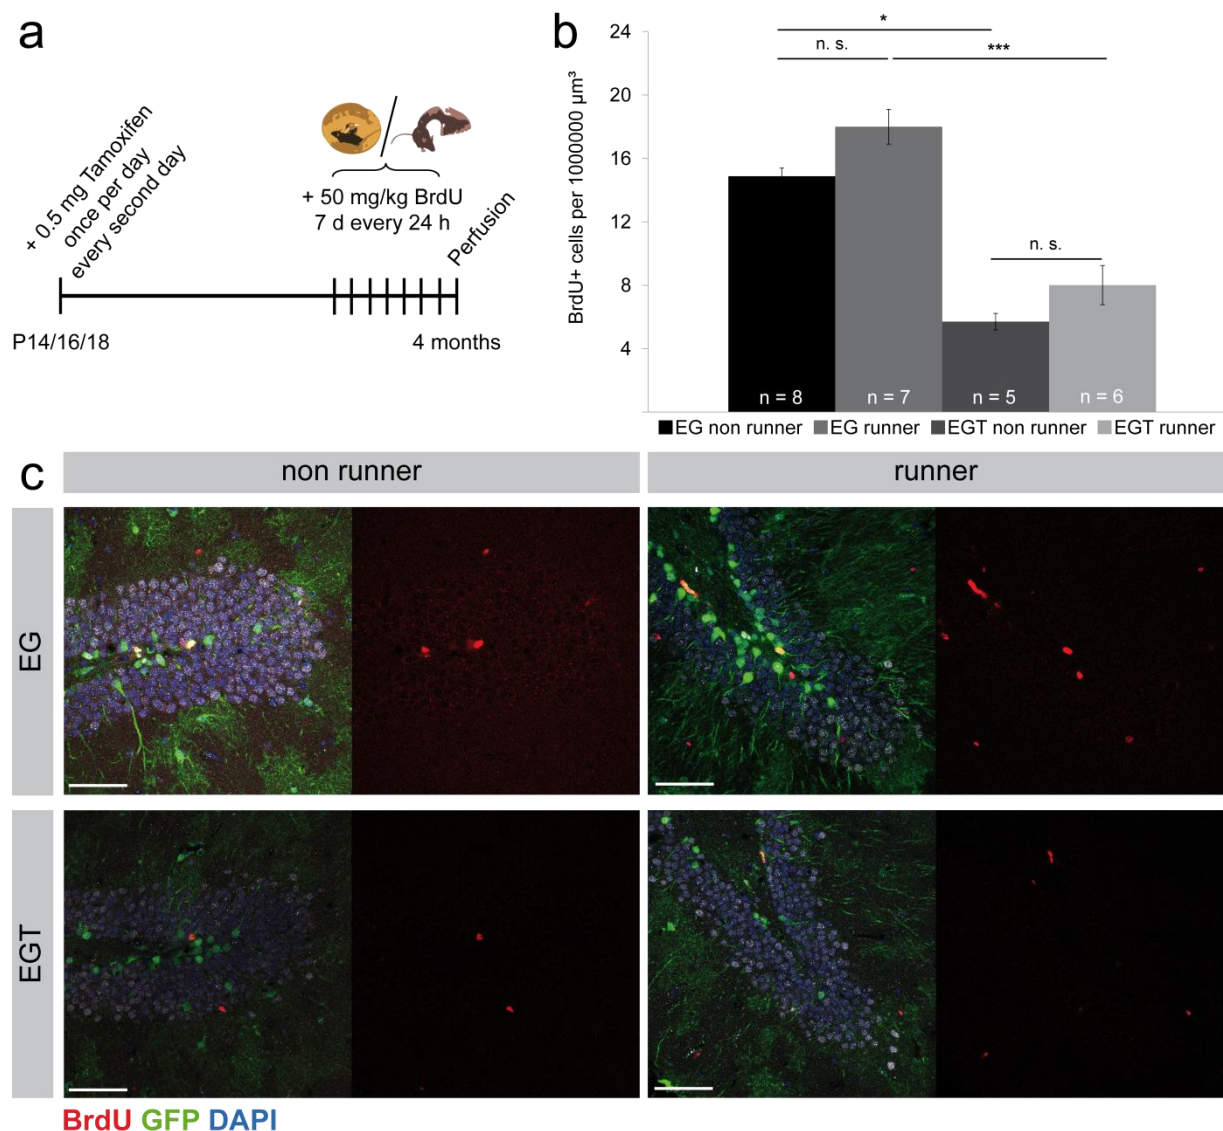 a
+ 0.5 mg Tamoxifen
once per day
every second day
+ 50 mg/kg BrdU
7 d every 24 h
Perfusion
P14/16/18
4 months
b
BrdU+ cells per 1000000 µm³
24
20
16
12
8
4
*
n. s.
***
n. s.
n = 8
n = 7
n = 5
n = 6
EG non runner EG runner EGT non runner EGT runner
c
non runner
runner
EG
EGT
BrdU GFP DAPI